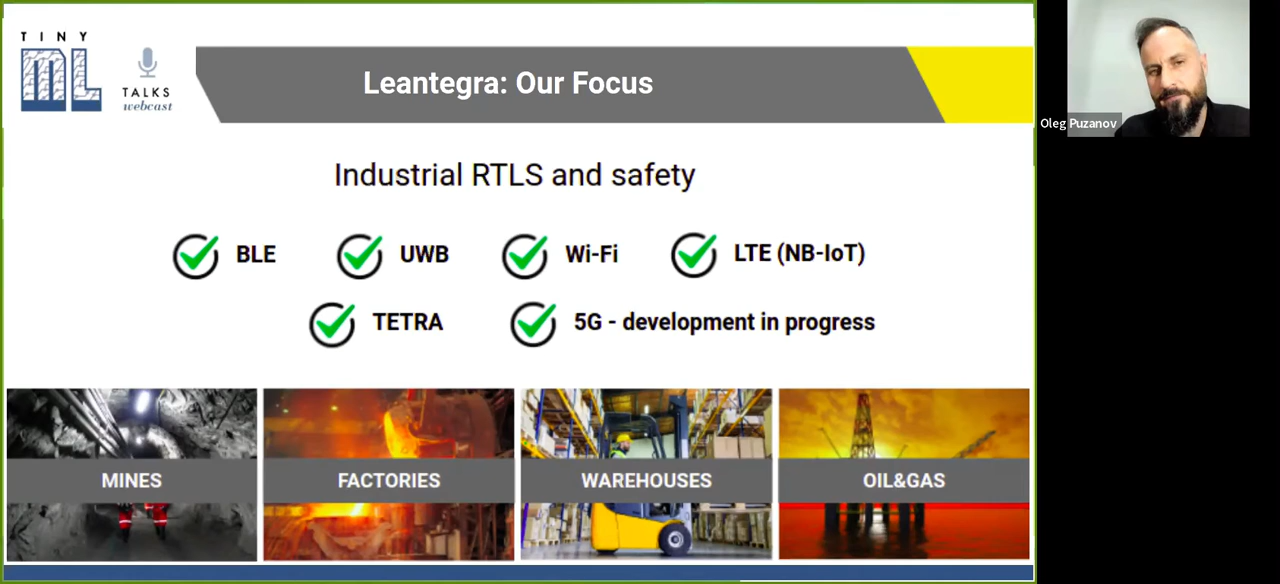 TINY
ML
TALKS
webcast
Leantegra: Our Focus
Oleg Puzanov
Industrial RTLS and safety
BLE
UWB
Wi-Fi
LTE (NB-IoT)
TETRA
5G - development in progress
MINES
FACTORIES
WAREHOUSES
OIL&GAS